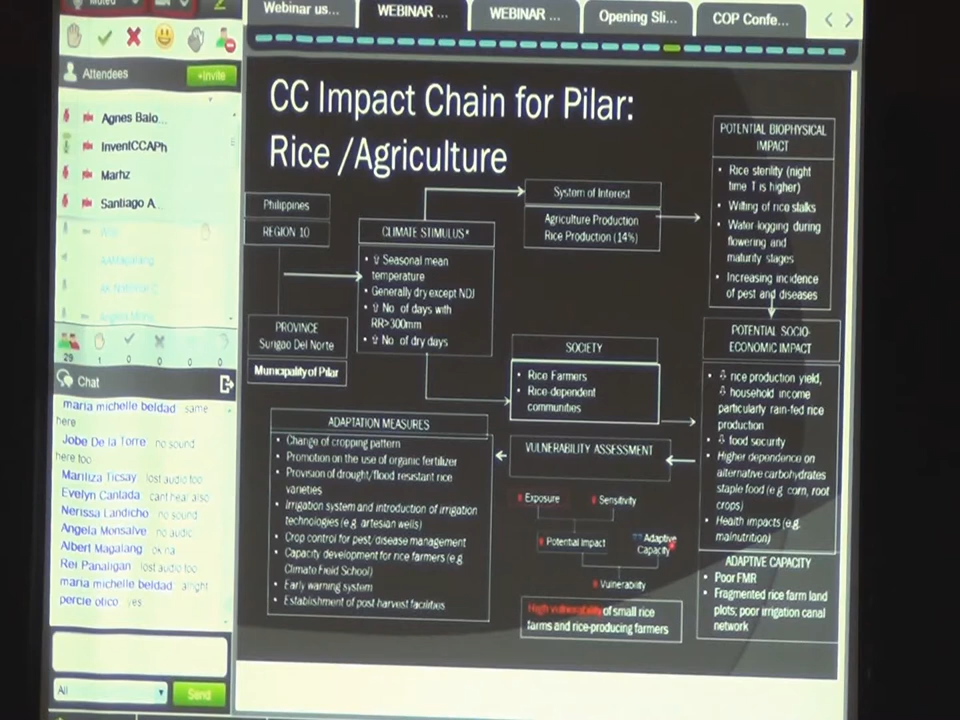 Muted
Webinar us...
WEBINAR ...
WEBINAR ...
Opening Sli...
COP Confe...
Attendees
+Invite
Agnes Balo...
InventICCAPh
Marhz
Santiago A..
29 1 0 0 0 0
Chat
maria michelle beldad same
here
Jobe De la Torre no sound
here too
Mariliza Ticsay lost audio too
Evelyn Cantada cant hear also
Nerissa Landicho no sound
Angela Monsalve no audio
Albert Magalang ok na
Rei Panaligan lost audio too
maria michelle beldad alright
percie otico yes
All
Send
CC Impact Chain for Pilar:
Rice /Agriculture
Philippines
REGION 10
PROVINCE
Surigao Del Norte
Municipality of Pilar
CLIMATE STIMULUS*
• ⇧ Seasonal mean
temperature
• Generally dry except NDJ
• ⇧ No of days with
RR>300mm
• ⇧ No. of dry days
System of Interest
Agriculture Production
Rice Production (14%)
POTENTIAL BIOPHYSICAL
IMPACT
• Rice sterility (night
time T is higher)
• Wilting of rice stalks
• Water-logging during
flowering and
maturity stages
• Increasing incidence
of pest and diseases
SOCIETY
• Rice Farmers
• Rice-dependent
communities
POTENTIAL SOCIO-
ECONOMIC IMPACT
• ⇩ rice production yield,
⇩ household income
particularly rain-fed rice
production
• ⇩ food security
• Higher dependence on
alternative carbohydrates
staple food (e.g. corn, root
crops)
• Health impacts (e.g.
malnutrition)
ADAPTIVE CAPACITY
• Poor FMR
• Fragmented rice farm land
plots; poor irrigation canal
network
VULNERABILITY ASSESSMENT
Exposure
Sensitivity
Potential Impact
Adaptive
Capacity
Vulnerability
High vulnerability of small rice
farms and rice-producing farmers
ADAPTATION MEASURES
• Change of cropping pattern
• Promotion on the use of organic fertilizer
• Provision of drought/flood resistant rice
varieties
• Irrigation system and introduction of irrigation
technologies (e.g. artesian wells)
• Crop control for pest/disease management
• Capacity development for rice farmers (e.g
Climate Field School)
• Early warning system
• Establishment of post harvest facilities